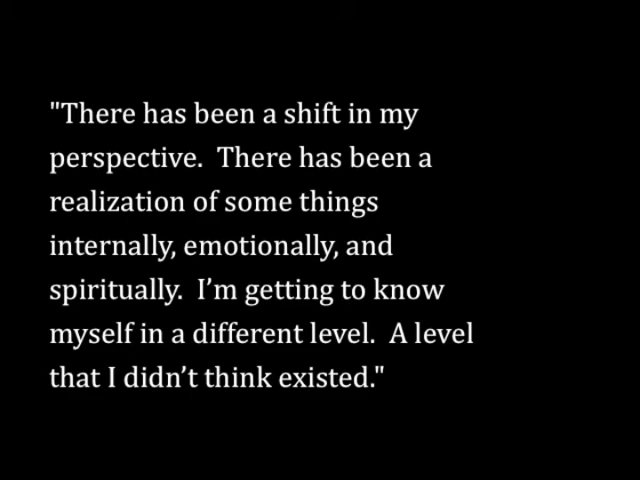 "There has been a shift in my
perspective.  There has been a
realization of some things
internally, emotionally, and
spiritually.  I’m getting to know
myself in a different level.  A level
that I didn’t think existed."